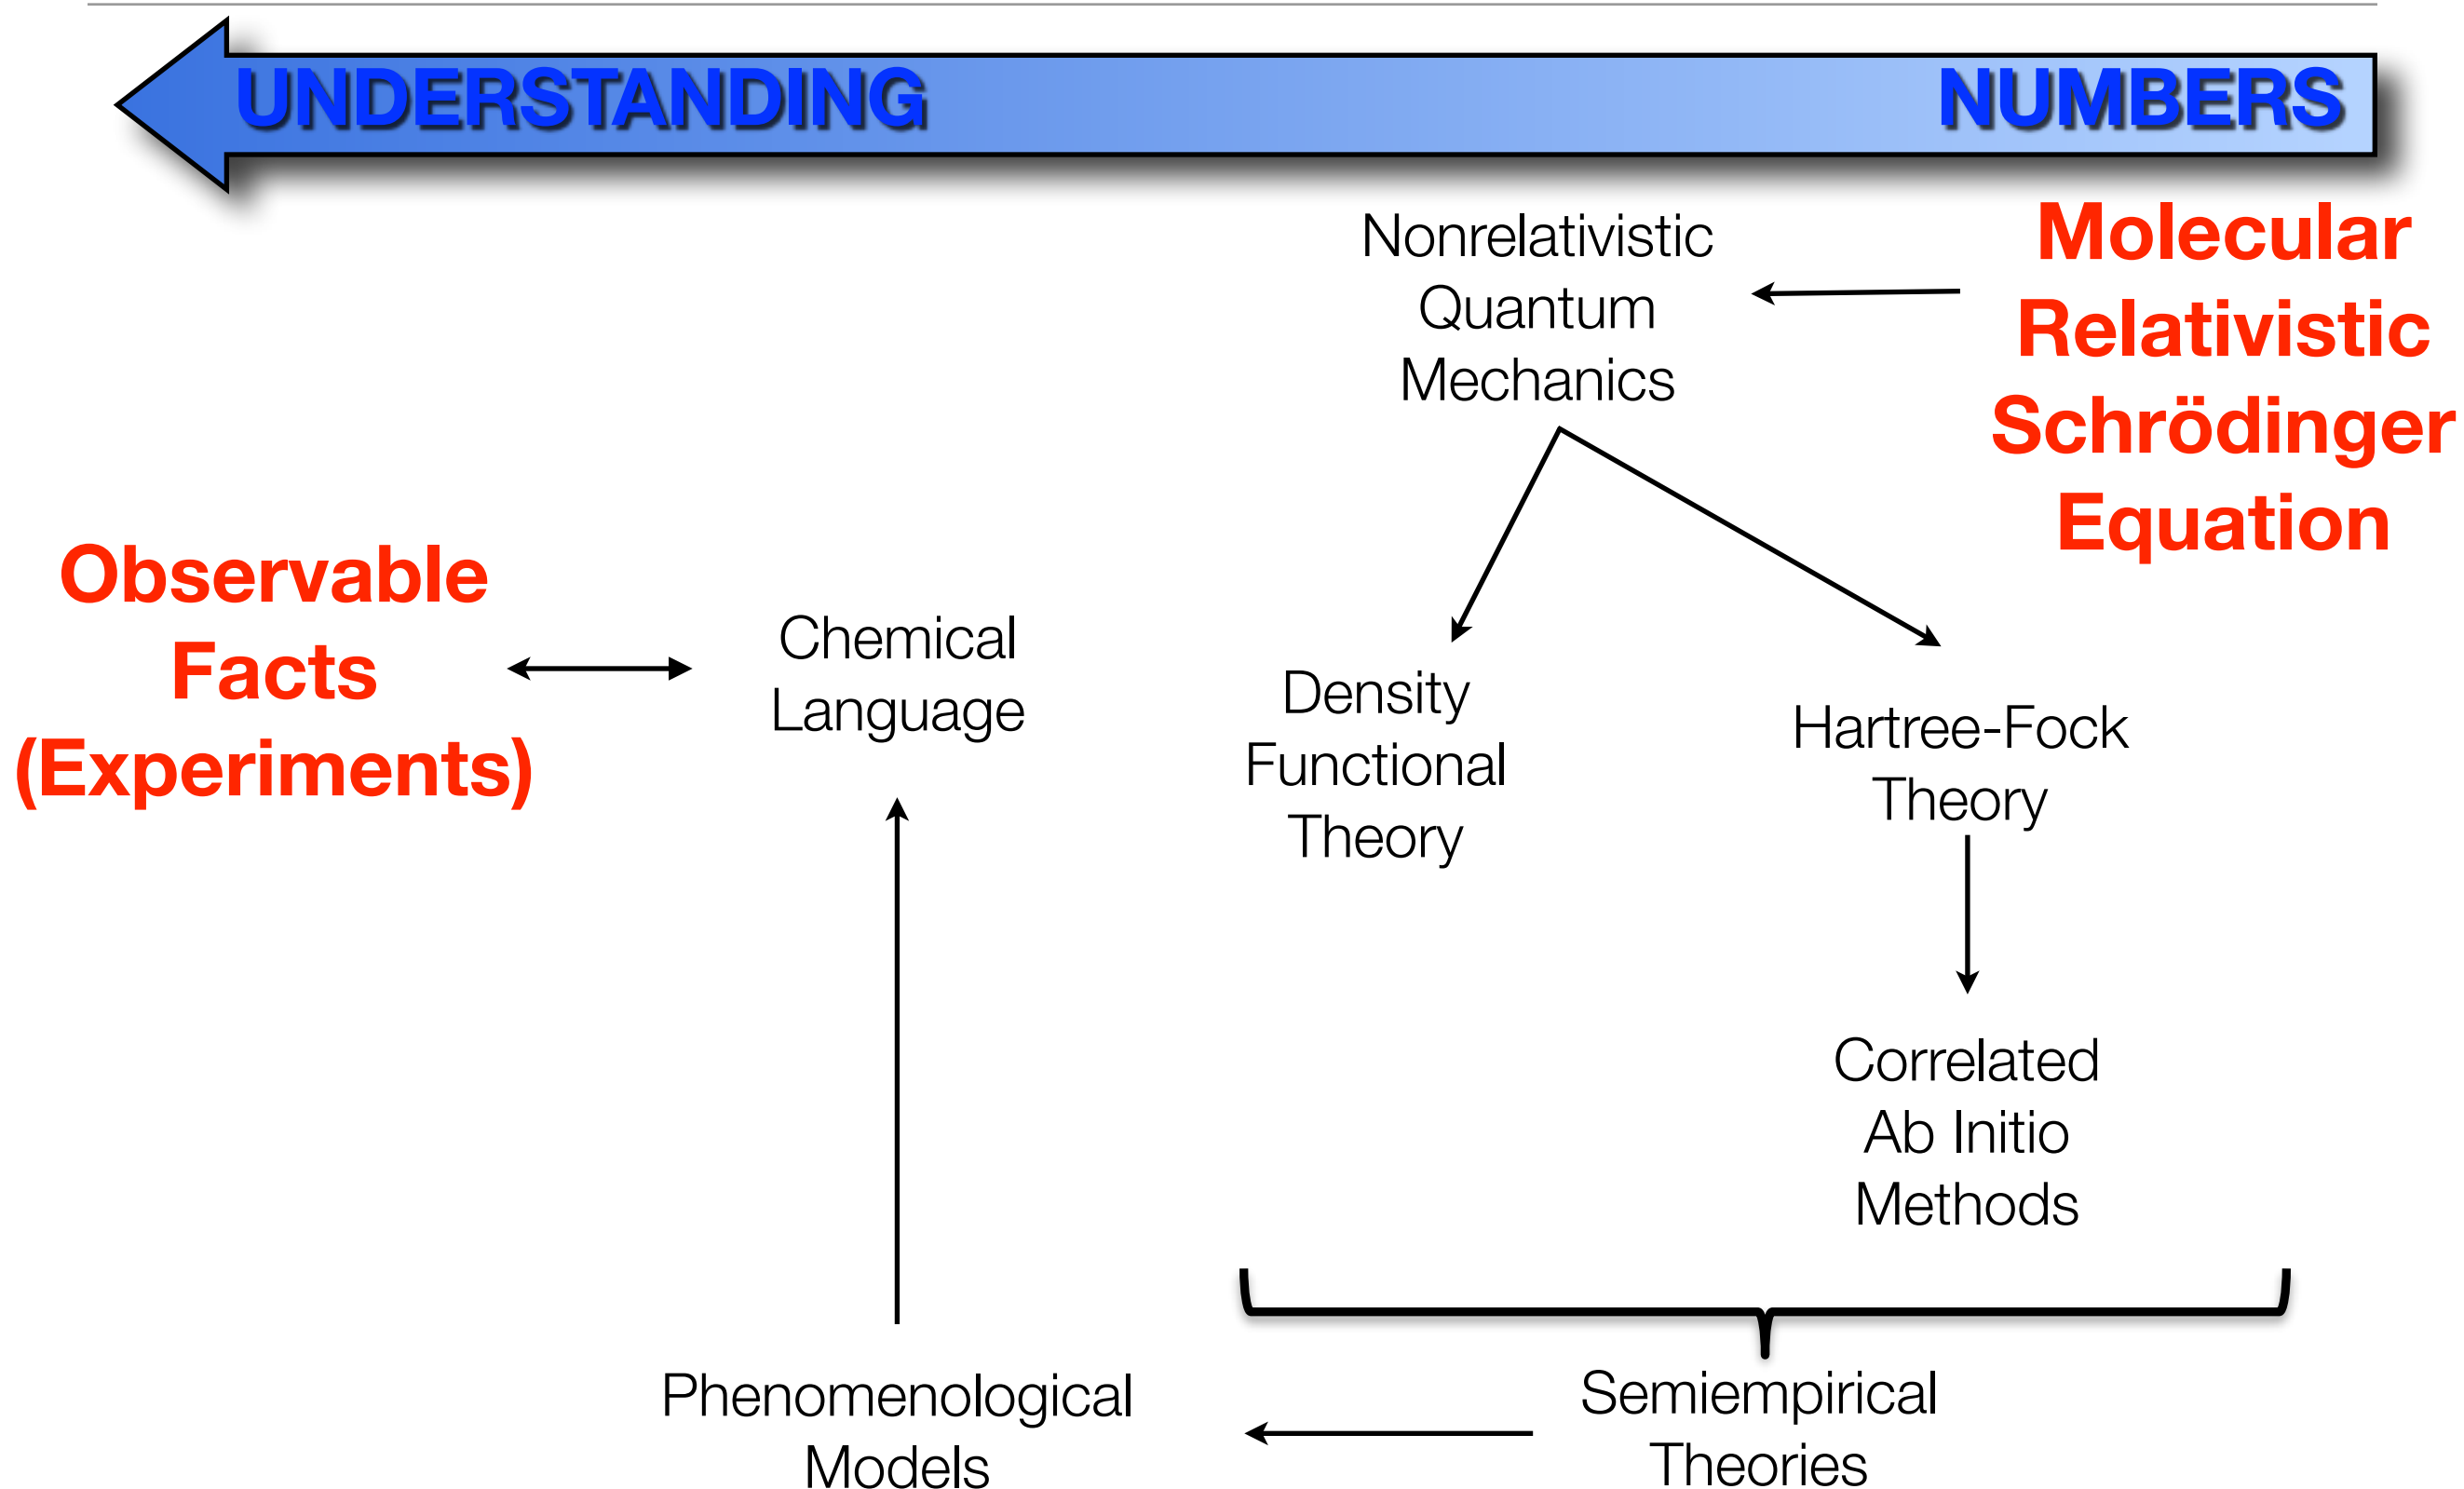 UNDERSTANDING
NUMBERS
Molecular
Relativistic
Schrödinger
Equation
Nonrelativistic
Quantum
Mechanics
Observable
Facts
(Experiments)
Chemical
Language
Density
Functional
Theory
Hartree-Fock
Theory
Correlated
Ab Initio
Methods
Phenomenological
Models
Semiempirical
Theories